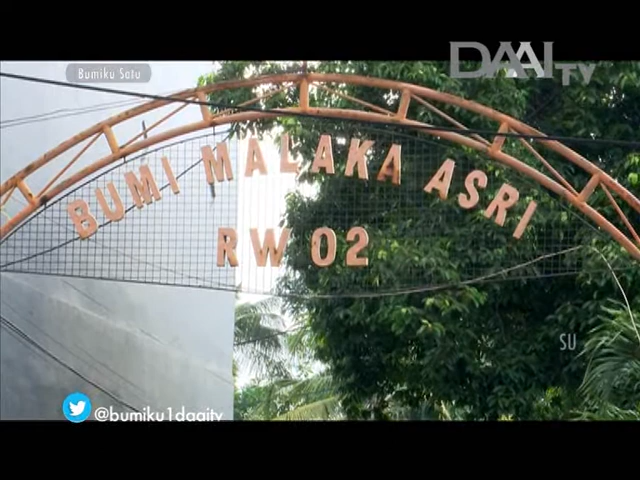 Bumiku Satu
DAAI TV
BUMI MALAKA ASRI
RW 02
SU
@bumiku1daaitv